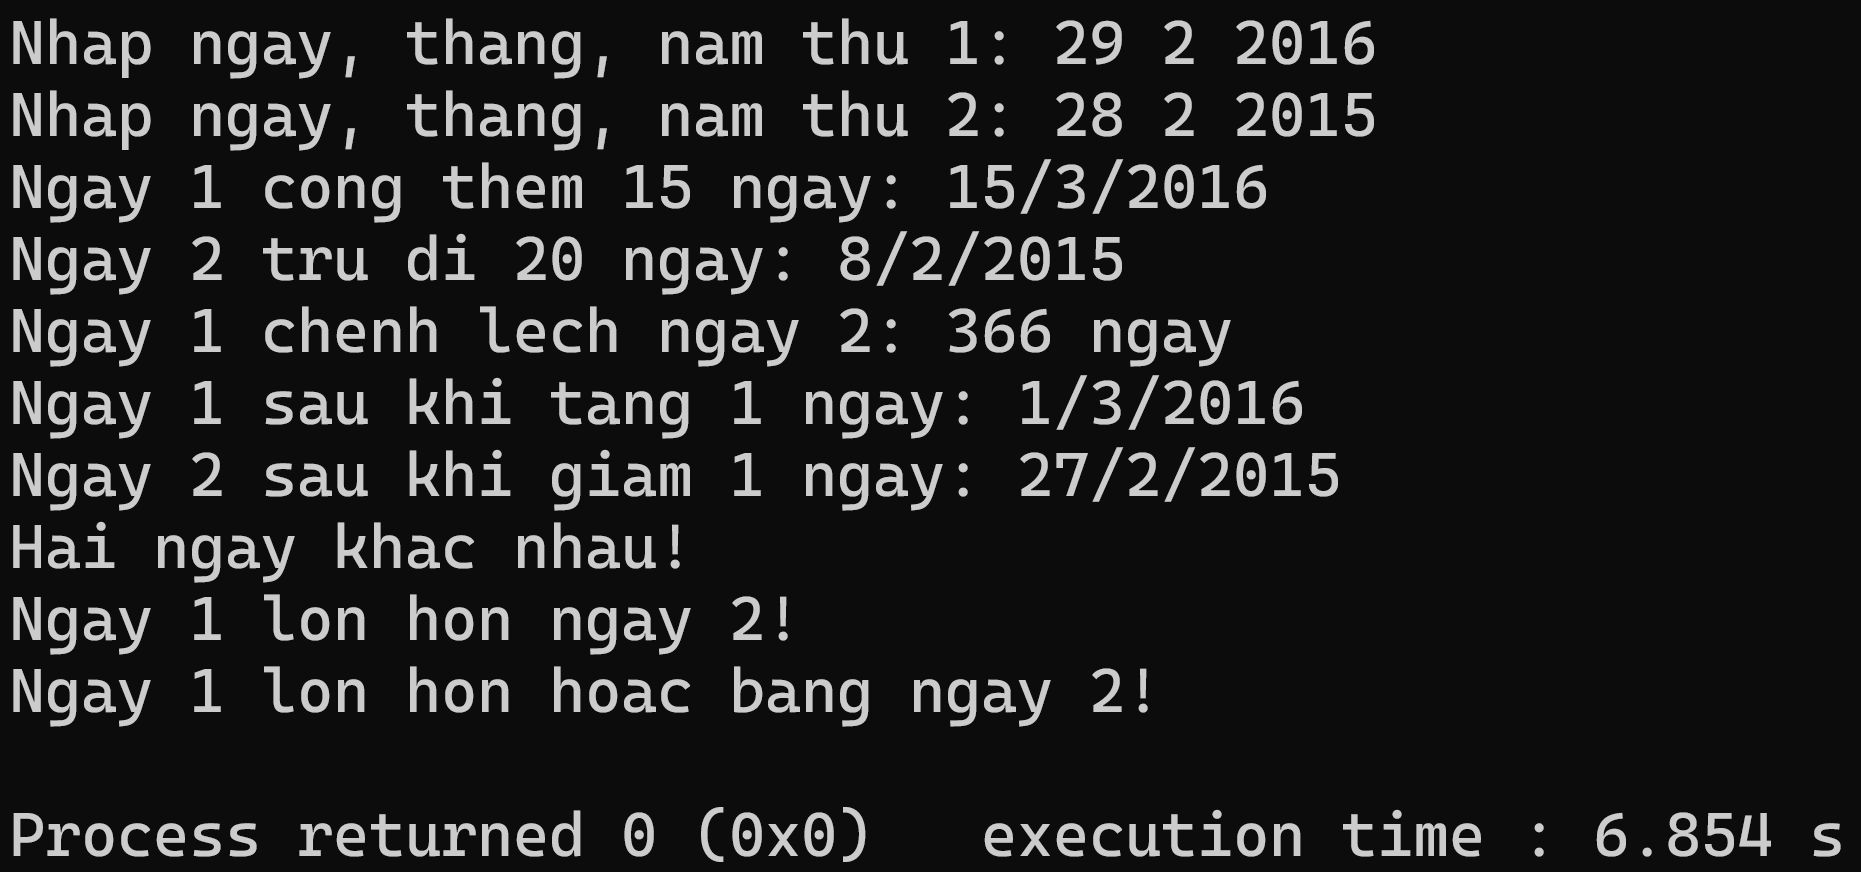 Nhap ngay, thang, nam thu 1: 29 2 2016
Nhap ngay, thang, nam thu 2: 28 2 2015
Ngay 1 cong them 15 ngay: 15/3/2016
Ngay 2 tru di 20 ngay: 8/2/2015
Ngay 1 chenh lech ngay 2: 366 ngay
Ngay 1 sau khi tang 1 ngay: 1/3/2016
Ngay 2 sau khi giam 1 ngay: 27/2/2015
Hai ngay khac nhau!
Ngay 1 lon hon ngay 2!
Ngay 1 lon hon hoac bang ngay 2!
Process returned 0 (0x0)   execution time : 6.854 s